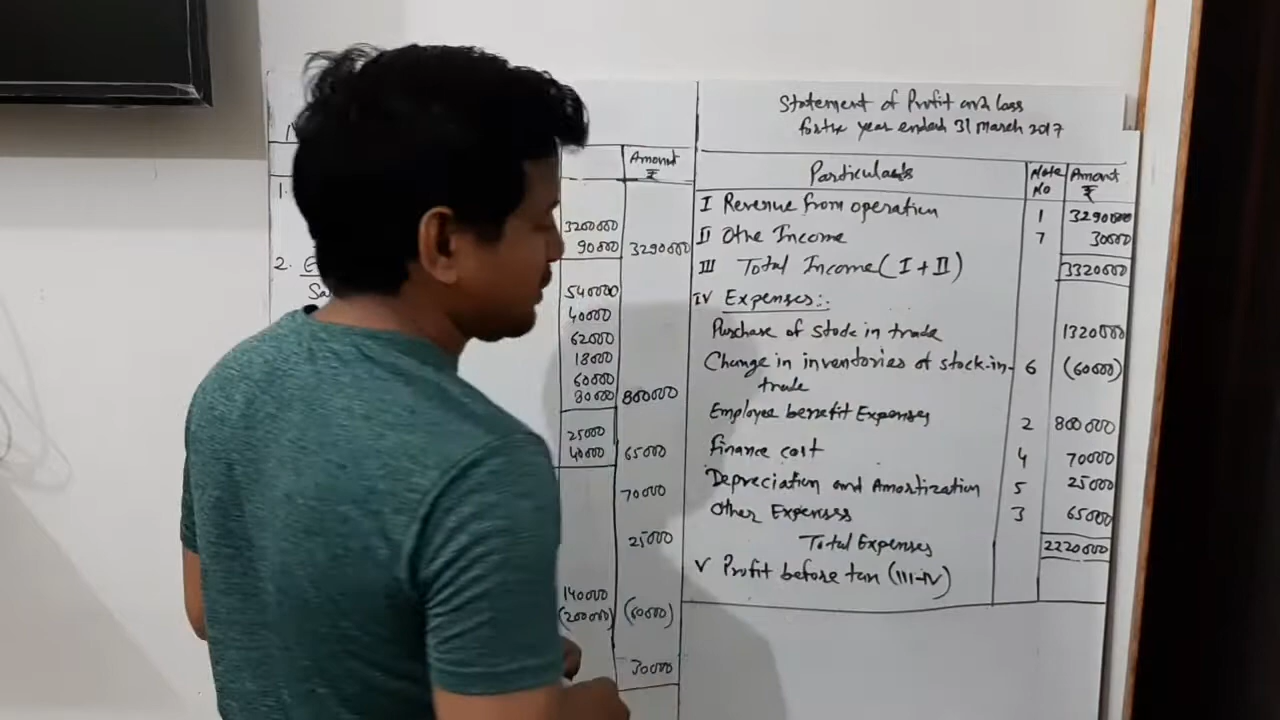 Amount
₹
1.
3200000
90000 3290000
2.
Sa
540000
40000
62000
18000
60000
80000 800000
25000
40000 65000
70000
25000
140000
(200000) (60000)
30000
Statement of Profit and loss
for the year ended 31 March 2017
Particulars Note No Amount ₹
I Revenue from operation 1 3290000
II Othe Income 7 30000
III Total Income (I + II) 3320000
IV Expenses:.
Purchase of stock in trade 1320000
Change in inventories of stock-in- 6 (60000)
trade
Employee benefit Expenses 2 800000
Finance cost 4 70000
Depreciation and Amortization 5 25000
Other Expenses 3 65000
Total Expenses 2220000
V Profit before tax (III-IV)